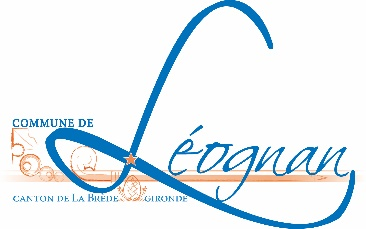 COMMUNE DE
Léognan
CANTON DE LA BRÈDE GIRONDE